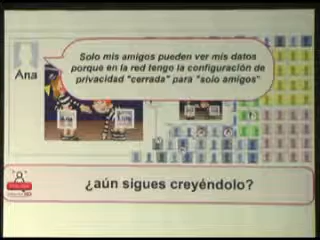 Solo mis amigos pueden ver mis datos
porque en la red tengo la configuración de
privacidad "cerrada" para "solo amigos"
Ana
¿aún sigues creyéndolo?